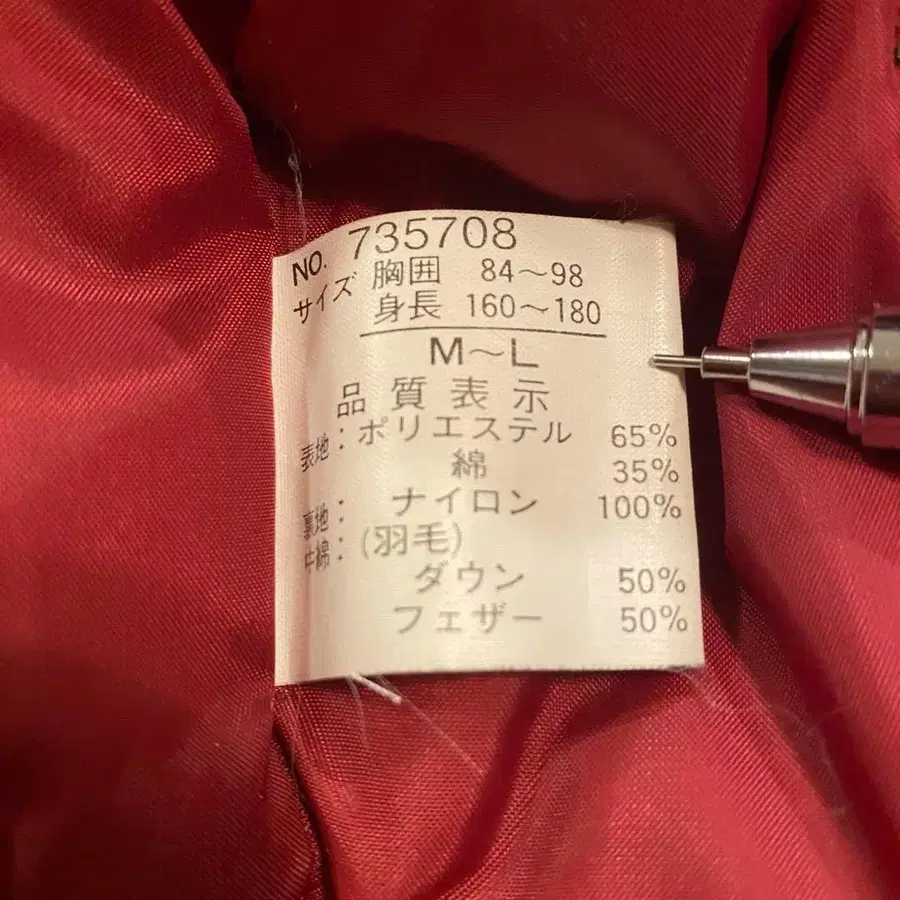 NO. 735708
サイズ 胸囲 84～98
身長 160～180
M～L
品質表示
表地：ポリエステル 65%
綿 35%
裏地：ナイロン 100%
中綿：(羽毛)
ダウン 50%
フェザー 50%